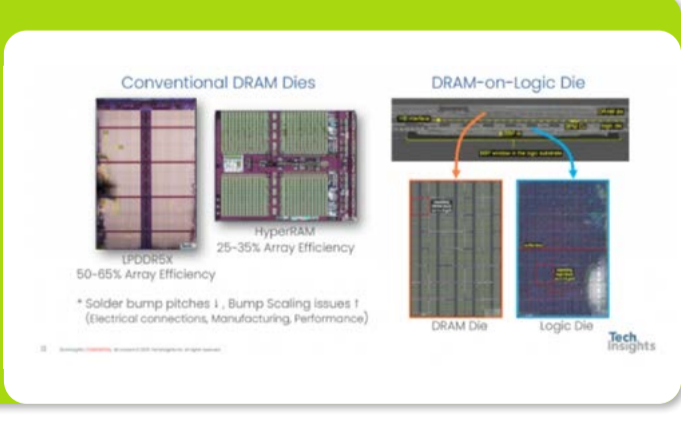 Conventional DRAM Dies
DRAM-on-Logic Die
LPDDR5X
50-65% Array Efficiency
HyperRAM
25-35% Array Efficiency
* Solder bump pitches ↓ , Bump Scaling issues ↑
(Electrical connections, Manufacturing, Performance)
DRAM Die
Logic Die
Tech
Insights